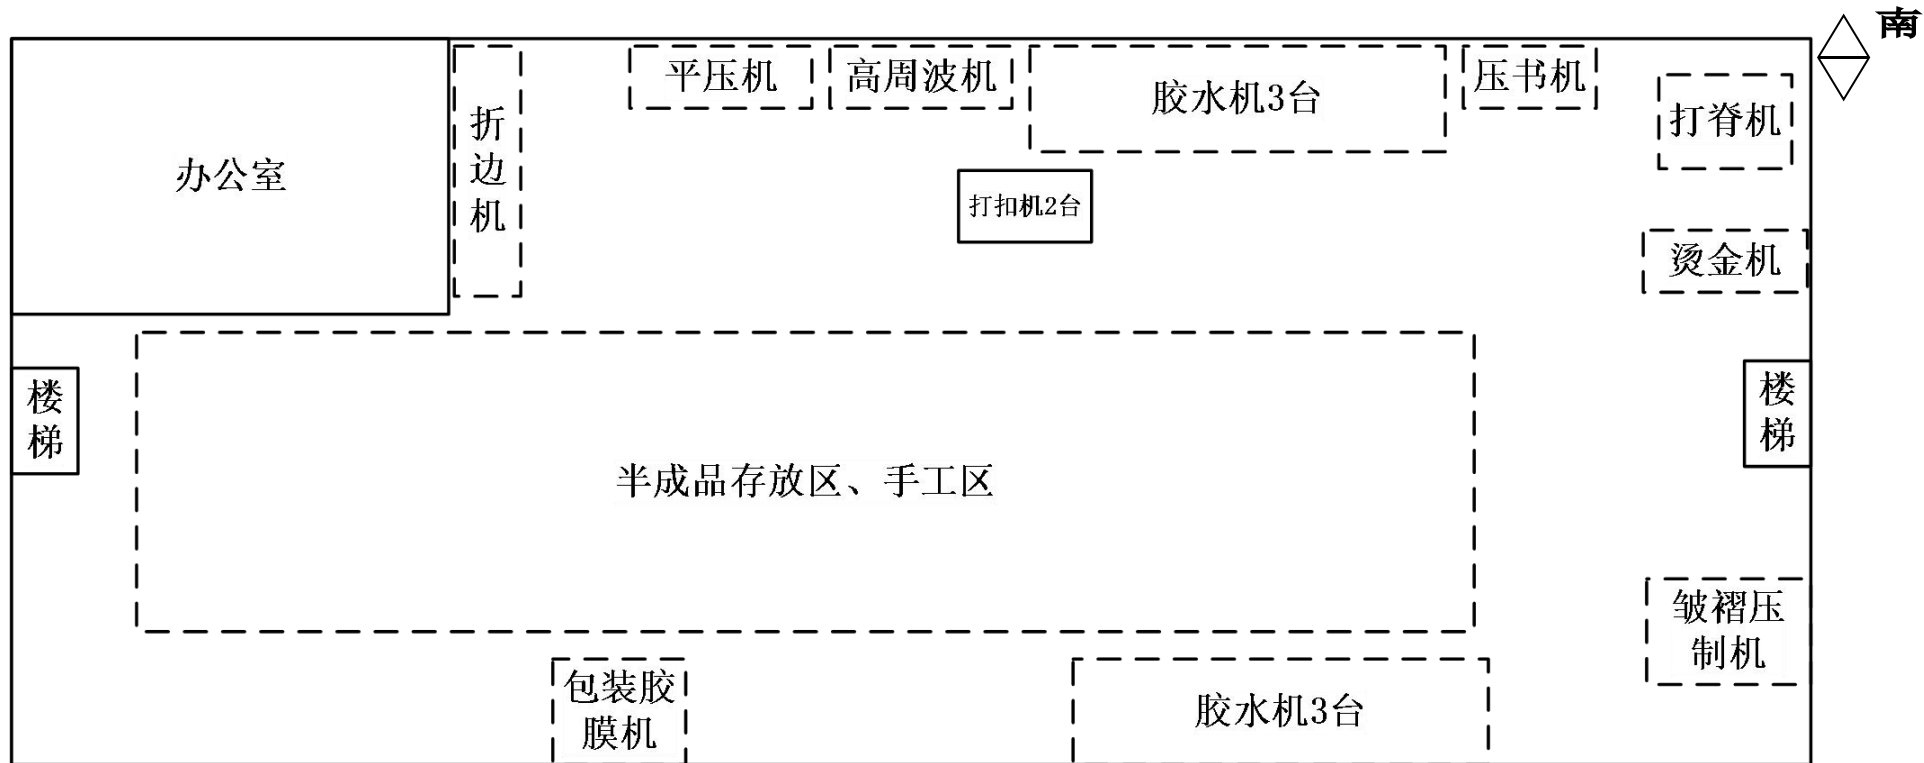 南
办公室
折
边
机
平压机
高周波机
胶水机3台
压书机
打脊机
打扣机2台
烫金机
楼
梯
半成品存放区、手工区
楼
梯
皱褶压
制机
包装胶
膜机
胶水机3台